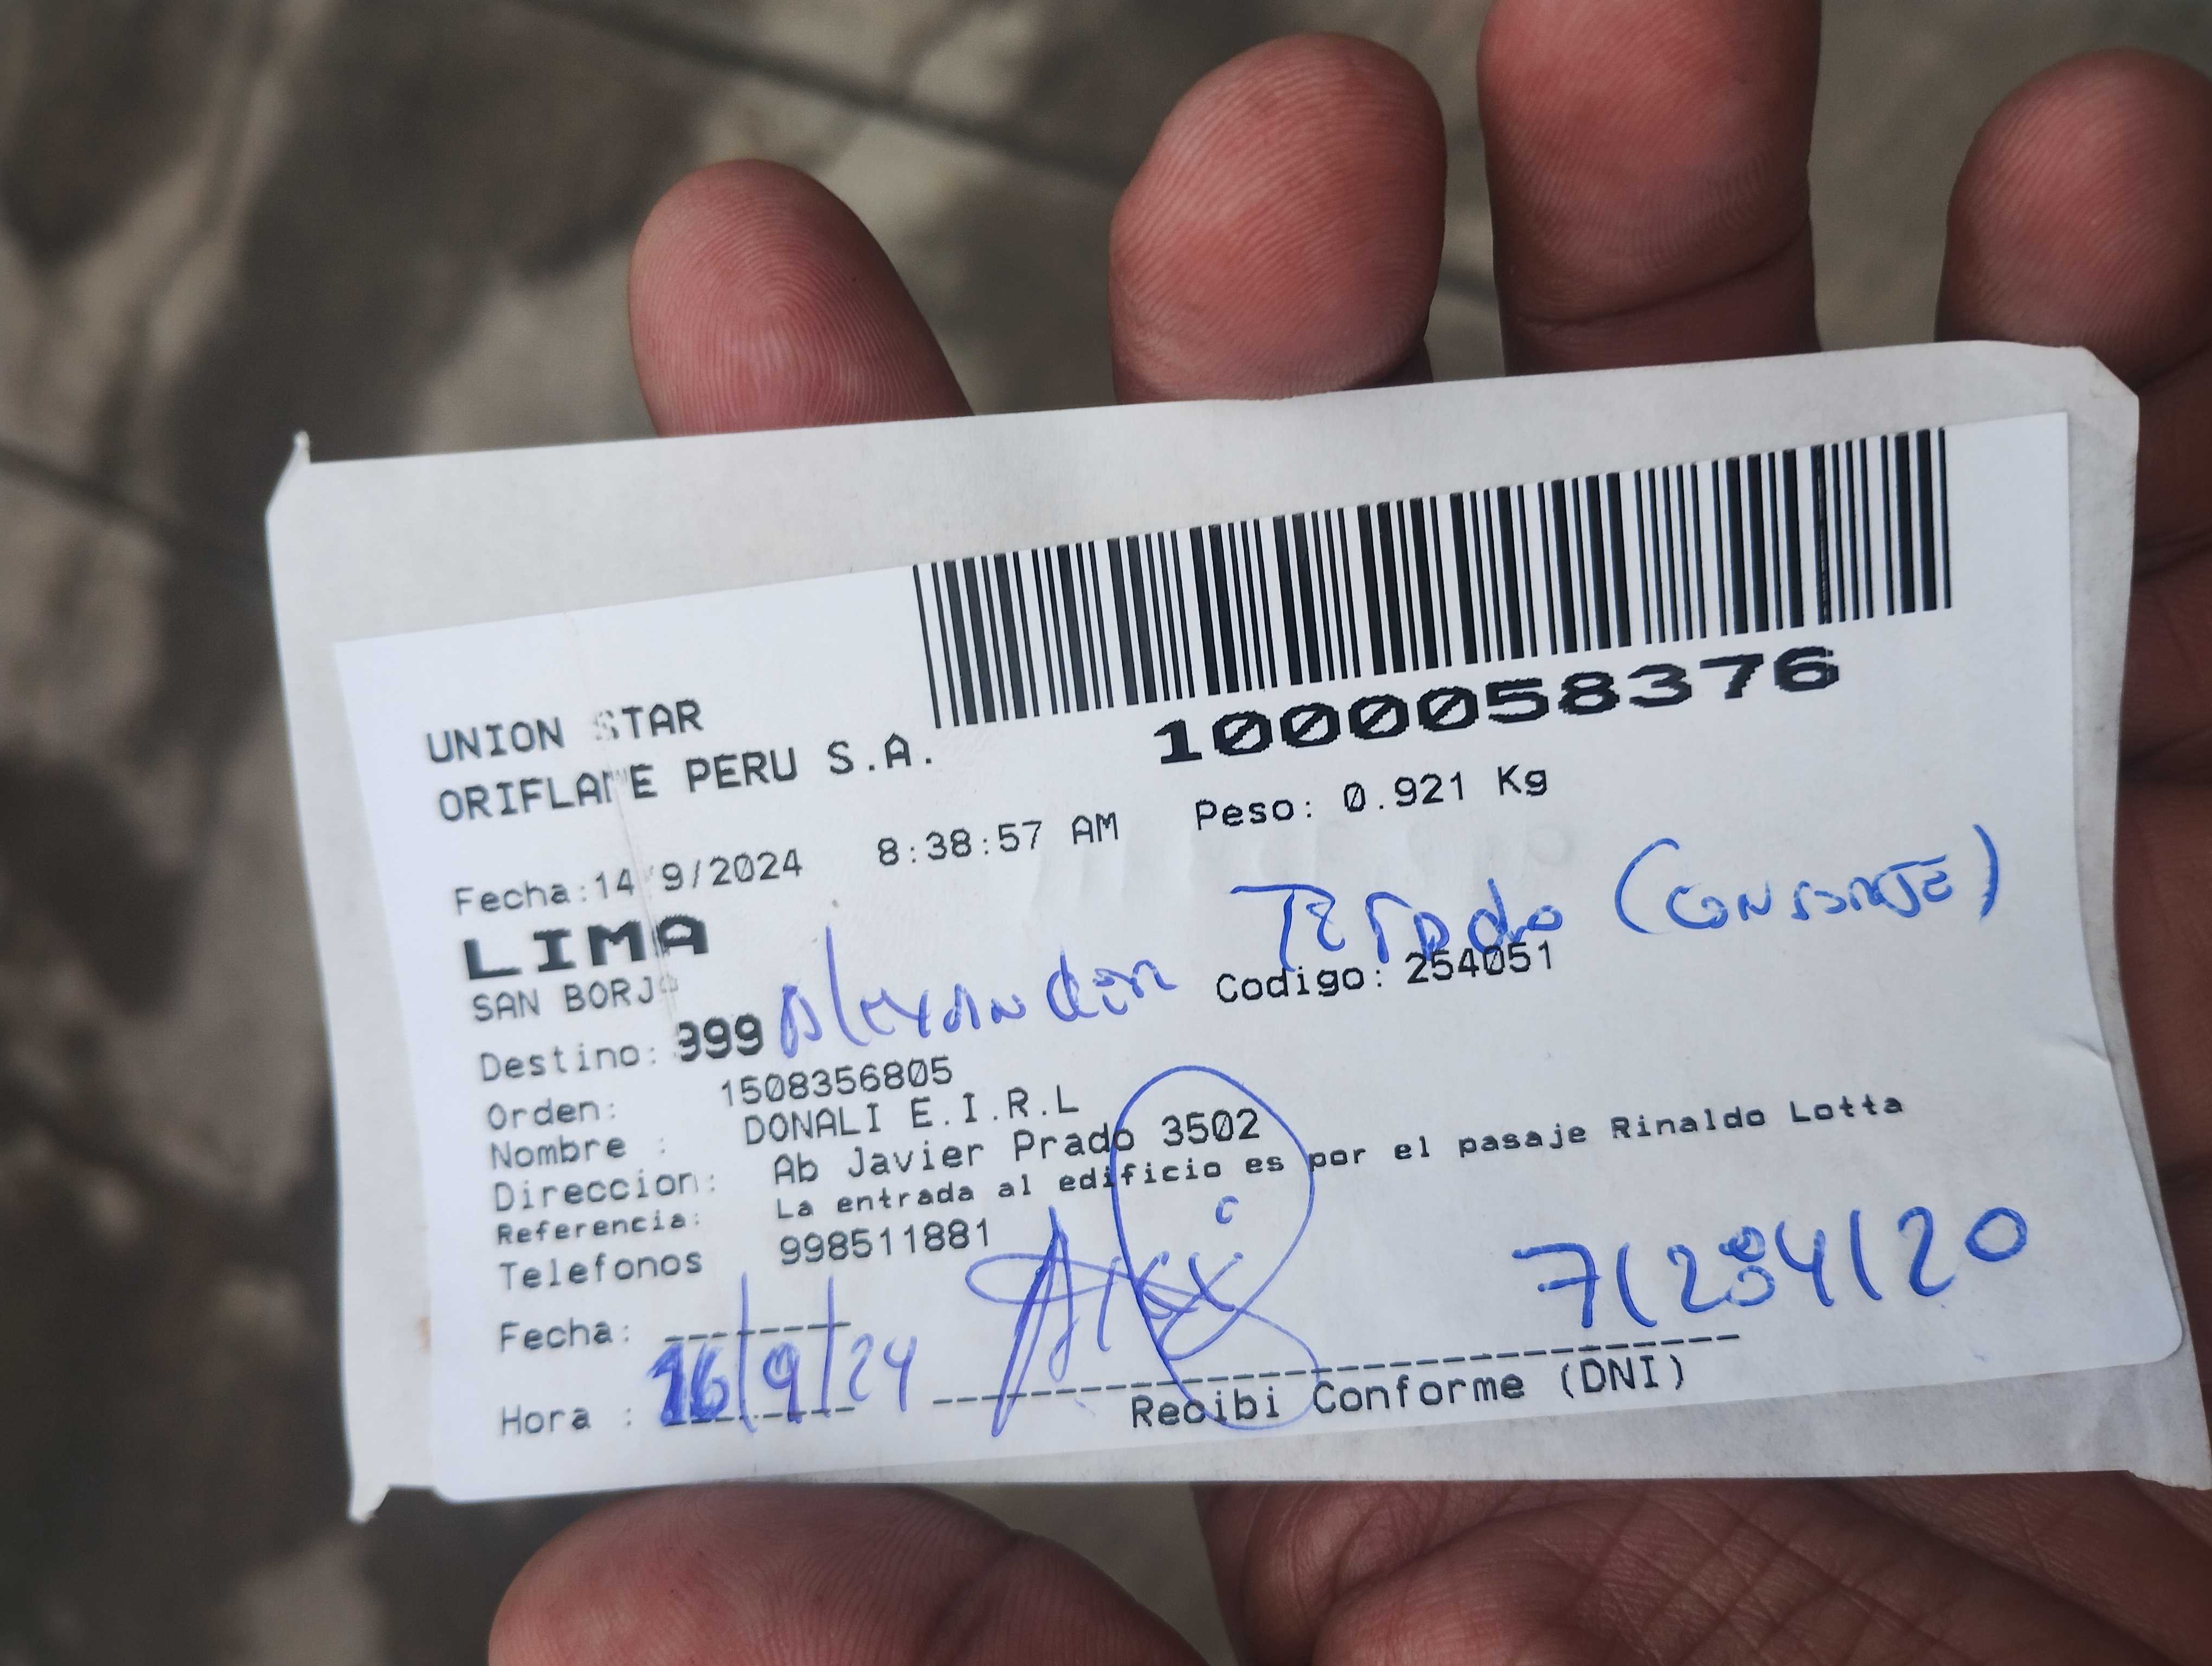 UNION STAR
ORIFLAME PERU S.A.
1000058376
Fecha:14/9/2024 8:38:57 AM Peso: 0.921 Kg
LIMA
SAN BORJA
(CONSERJE)
Destino: 999 Alexander Codigo: 254051
Orden: 1508356805
Nombre : DONALI E.I.R.L
Direccion: Ab Javier Prado 3502
Referencia: La entrada al edificio es por el pasaje Rinaldo Lotta
Telefonos 998511881
Fecha: 16/9/24
Hora :
Recibi Conforme (DNI)